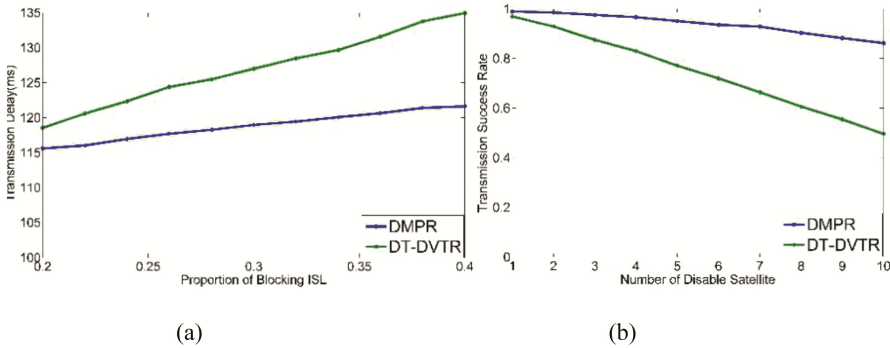 Transmission Delay(ms)
135
130
125
120
115
110
105
100
0.2
0.25
0.3
0.35
0.4
Proportion of Blocking ISL
DMPR
DT-DVTR
(a)
Transmission Success Rate
1
0.8
0.6
0.4
0.2
0
1
2
3
4
5
6
7
8
9
10
Number of Disable Satellite
DMPR
DT-DVTR
(b)